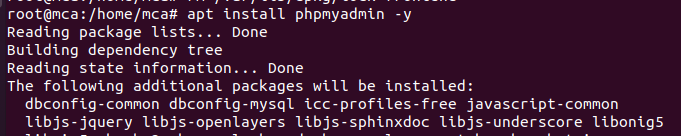 root@mca:/home/mca# apt install phpmyadmin -y
Reading package lists... Done
Building dependency tree
Reading state information... Done
The following additional packages will be installed:
dbconfig-common dbconfig-mysql icc-profiles-free javascript-common
libjs-jquery libjs-openlayers libjs-sphinxdoc libjs-underscore libonig5